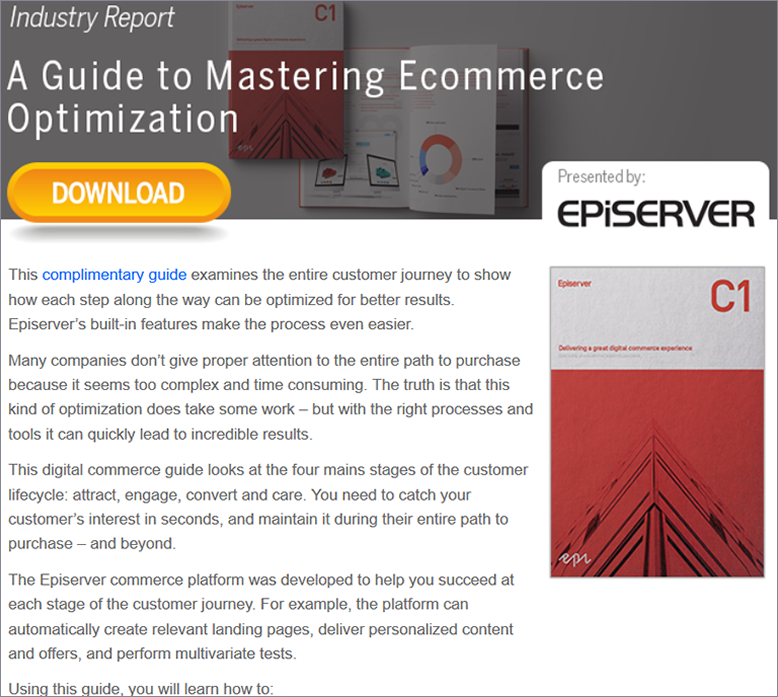 Industry Report
C1
Delivering a great digital commerce experience
A Guide to Mastering Ecommerce
Optimization
epi
DOWNLOAD
Presented by:
EPiSERVER
This complimentary guide examines the entire customer journey to show
how each step along the way can be optimized for better results.
Episerver’s built-in features make the process even easier.
Many companies don’t give proper attention to the entire path to purchase
because it seems too complex and time consuming. The truth is that this
kind of optimization does take some work – but with the right processes and
tools it can quickly lead to incredible results.
This digital commerce guide looks at the four mains stages of the customer
lifecycle: attract, engage, convert and care. You need to catch your
customer’s interest in seconds, and maintain it during their entire path to
purchase – and beyond.
The Episerver commerce platform was developed to help you succeed at
each stage of the customer journey. For example, the platform can
automatically create relevant landing pages, deliver personalized content
and offers, and perform multivariate tests.
Using this guide, you will learn how to:
Episerver
C1
Delivering a great digital commerce experience
epi